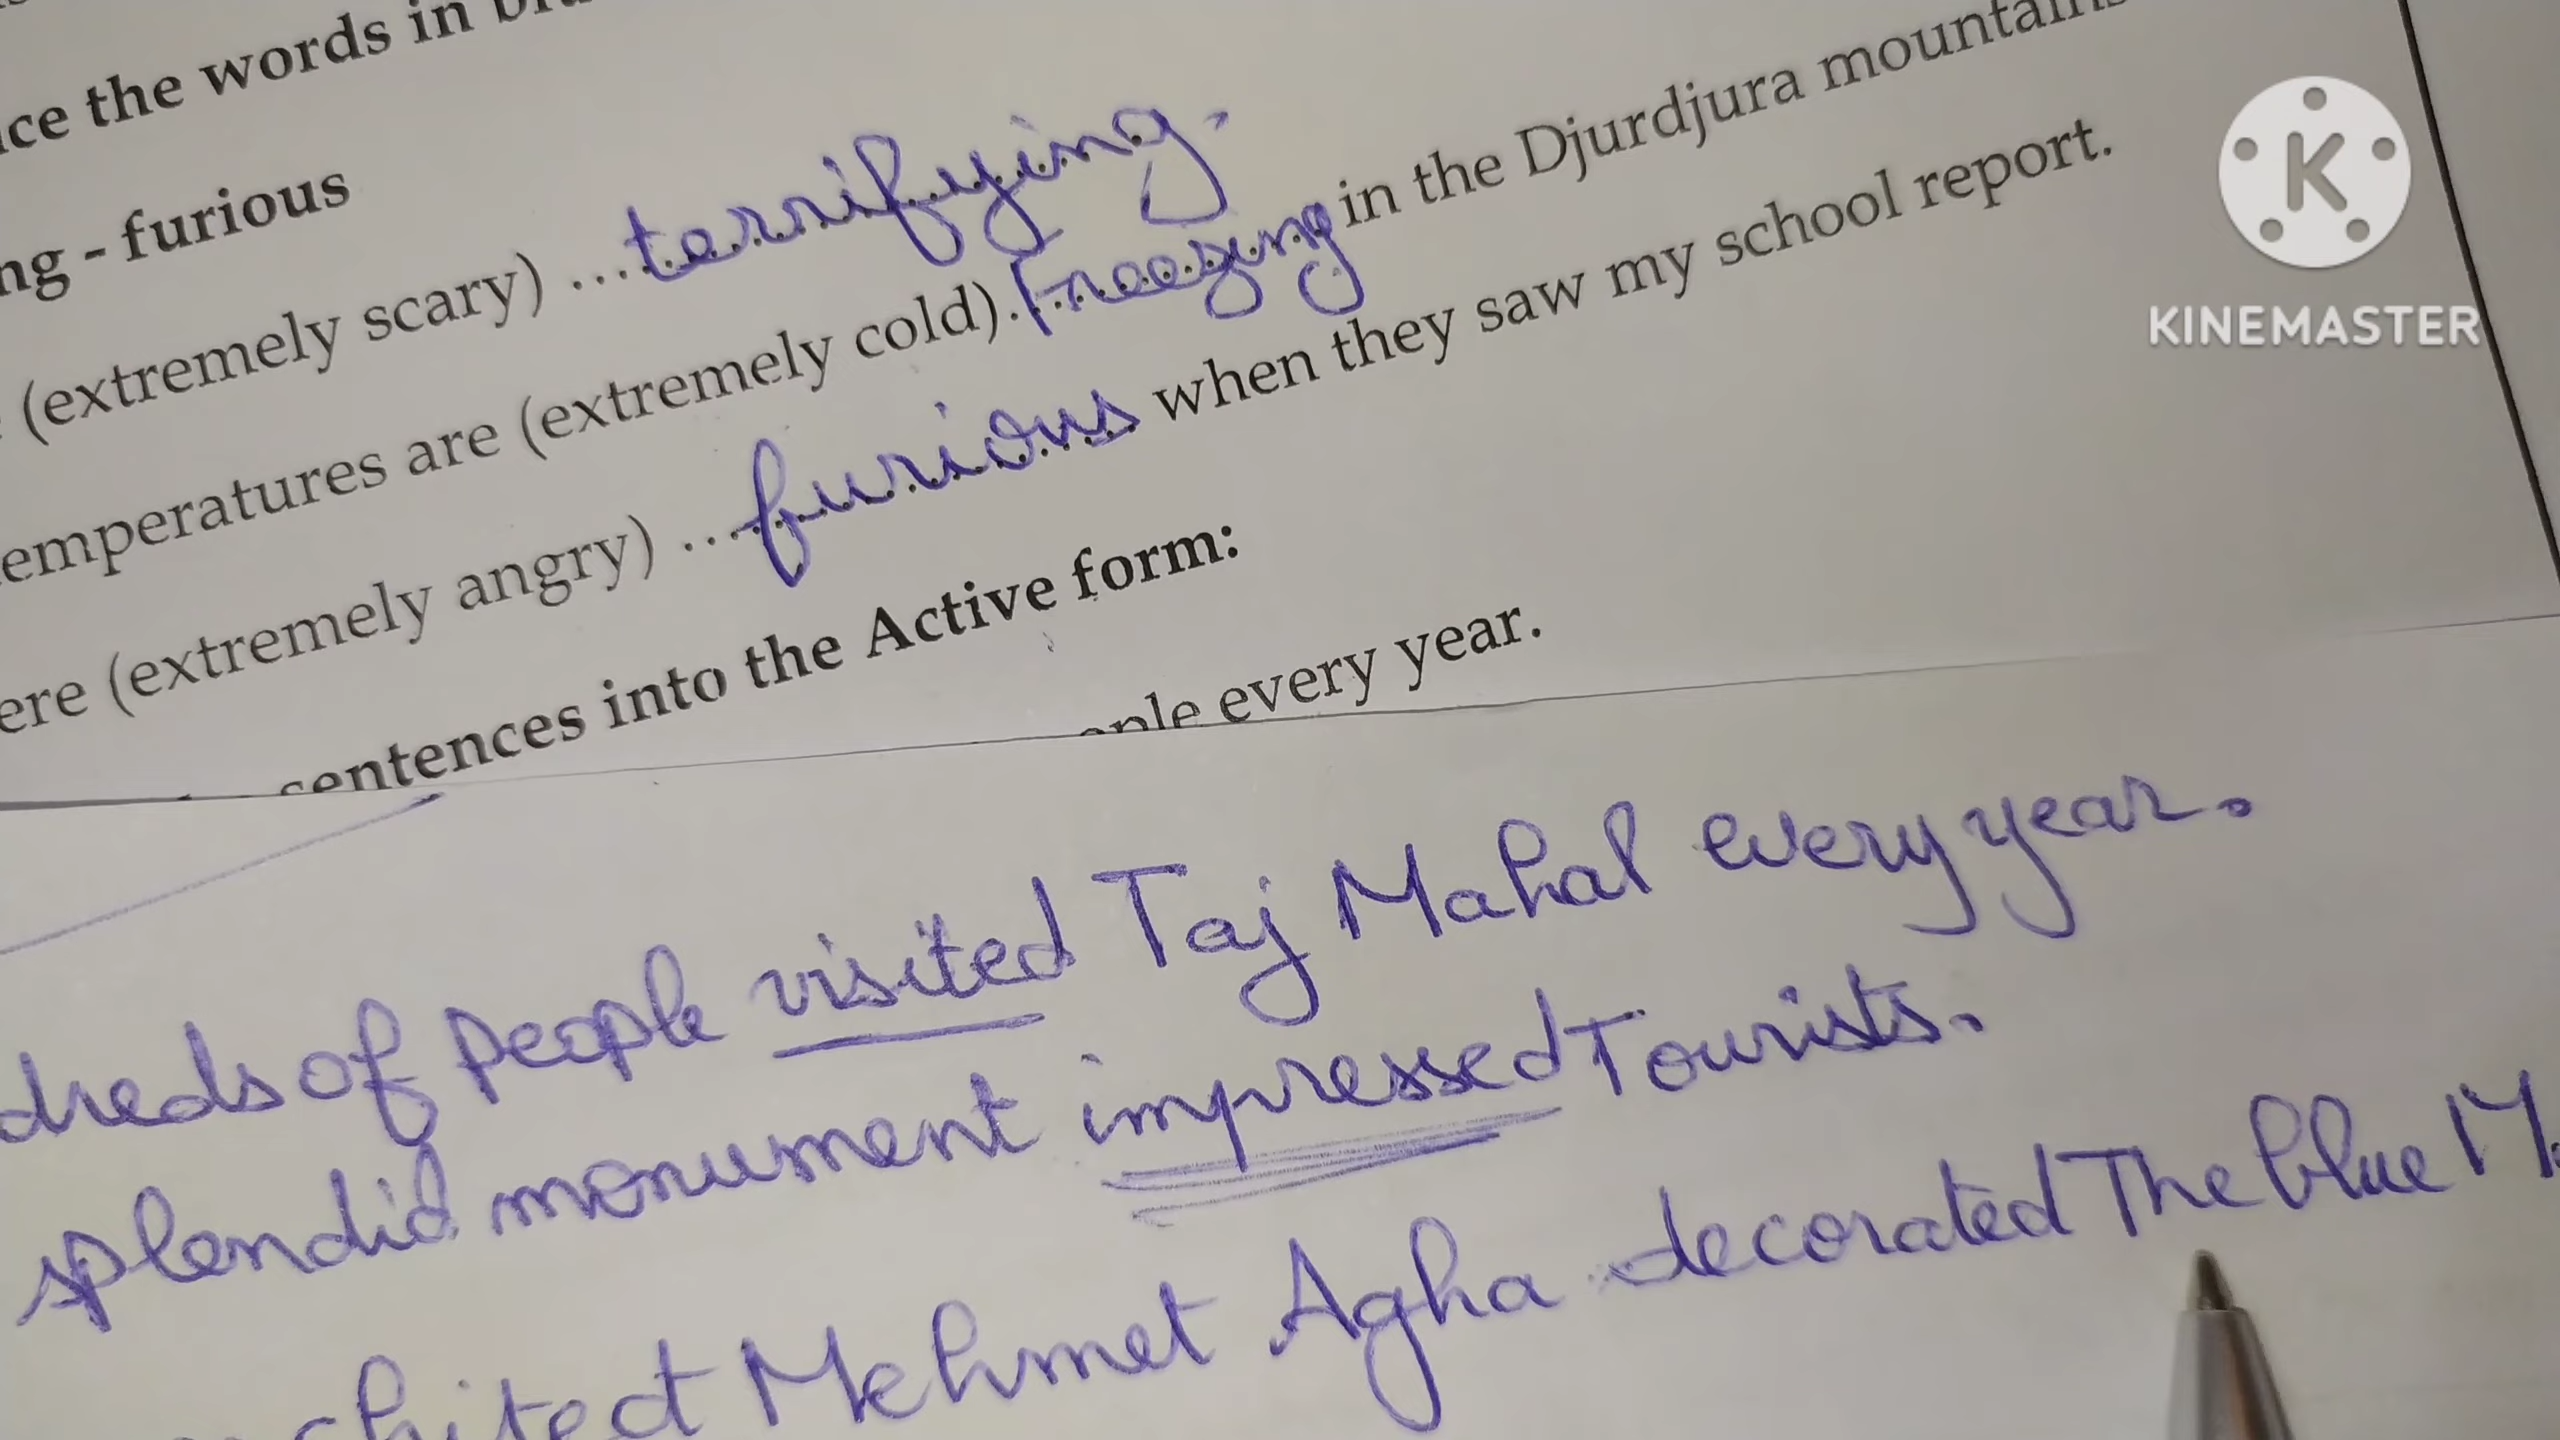 ce the words in
ng - furious
(extremely scary) ...terrifying.
emperatures are (extremely cold)...Freezing in the Djurdjura mountains
ere (extremely angry) ...furious when they saw my school report.
sentences into the Active form:
every year.
dreds of people visited Taj Mahal every year.
splendid monument impressed Tourists.
chitect Mehmet Agha decorated The blue M
KINEMASTER